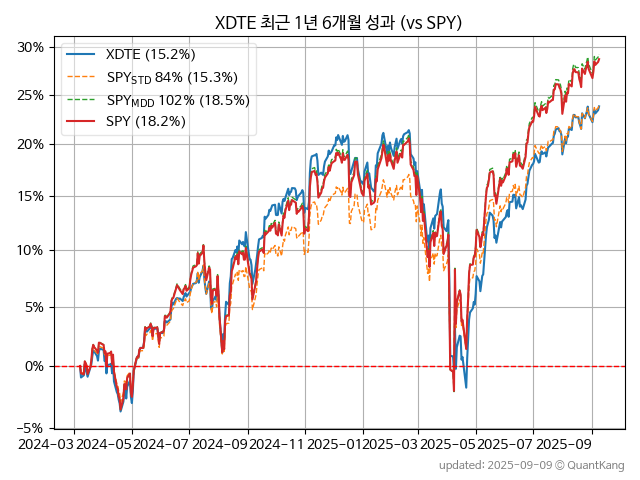 XDTE 최근 1년 6개월 성과 (vs SPY)
XDTE (15.2%)
SPY_STD 84% (15.3%)
SPY_MDD 102% (18.5%)
SPY (18.2%)
30%
25%
20%
15%
10%
5%
0%
−5%
2024-03 2024-05 2024-07 2024-09 2024-11 2025-01 2025-03 2025-05 2025-07 2025-09
updated: 2025-09-09 © QuantKang